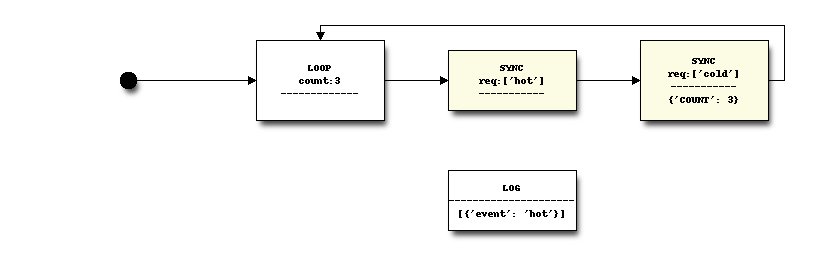 LOOP
count:3
-------------
SYNC
req:['hot']
-----------
SYNC
req:['cold']
-----------
{'COUNT': 3}
LOG
---------------------
[{'event': 'hot'}]